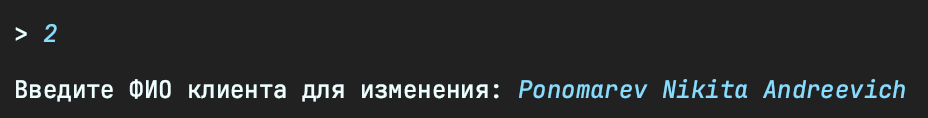 > 2
Введите ФИО клиента для изменения: Ponomarev Nikita Andreevich